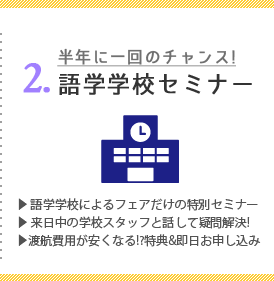 半年に一回のチャンス!
2. 語学学校セミナー
▶ 語学学校によるフェアだけの特別セミナー
▶ 来日中の学校スタッフと話して疑問解決!
▶渡航費用が安くなる!?特典&即日お申し込み